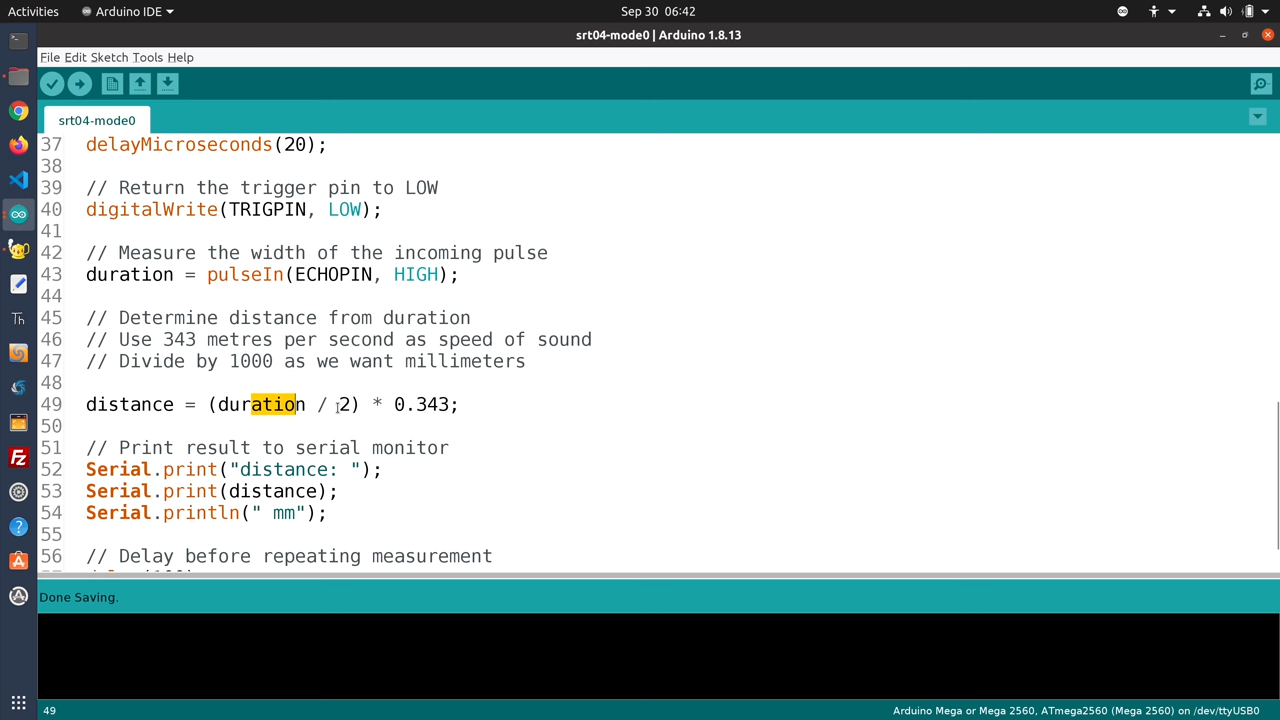 Activities
Arduino IDE
Sep 30 06:42
srt04-mode0 | Arduino 1.8.13
File Edit Sketch Tools Help
srt04-mode0
37 delayMicroseconds(20);
38
39 // Return the trigger pin to LOW
40 digitalWrite(TRIGPIN, LOW);
41
42 // Measure the width of the incoming pulse
43 duration = pulseIn(ECHOPIN, HIGH);
44
45 // Determine distance from duration
46 // Use 343 metres per second as speed of sound
47 // Divide by 1000 as we want millimeters
48
49 distance = (duration / 2) * 0.343;
50
51 // Print result to serial monitor
52 Serial.print("distance: ");
53 Serial.print(distance);
54 Serial.println(" mm");
55
56 // Delay before repeating measurement
Done Saving.
49
Arduino Mega or Mega 2560, ATmega2560 (Mega 2560) on /dev/ttyUSB0
Th
Fz